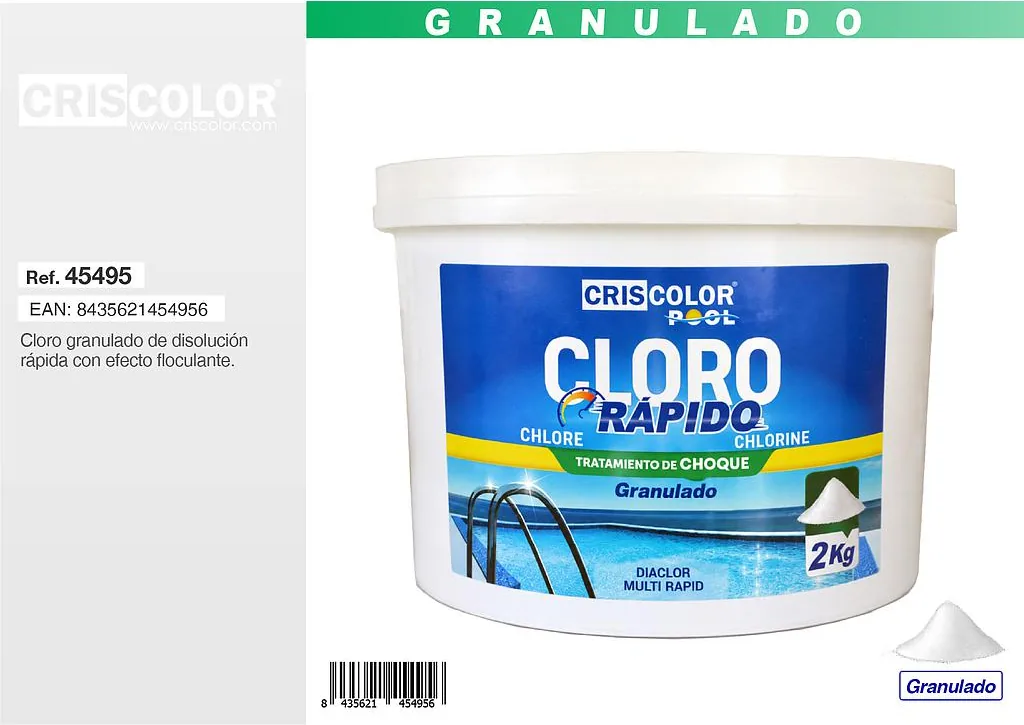 GRANULADO
CRISCOLOR®
www.criscolor.com
Ref. 45495
EAN: 8435621454956
Cloro granulado de disolución
rápida con efecto floculante.
CRISCOLOR®
POOL
CLORO
RÁPIDO
CHLORE
CHLORINE
TRATAMIENTO DE CHOQUE
Granulado
2Kg
DIACLOR
MULTI RAPID
8 435621 454956
Granulado